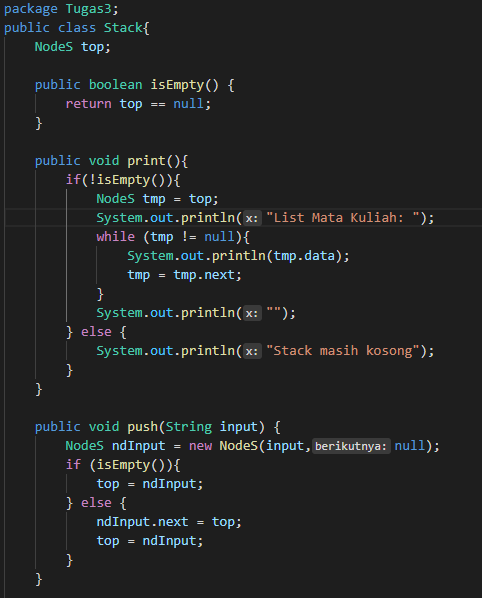 package Tugas3;
public class Stack{
    NodeS top;

    public boolean isEmpty() {
        return top == null;
    }

    public void print(){
        if(!isEmpty()){
            NodeS tmp = top;
            System.out.println(x: "List Mata Kuliah: ");
            while (tmp != null){
                System.out.println(tmp.data);
                tmp = tmp.next;
            }
            System.out.println(x: "");
        } else {
            System.out.println(x: "Stack masih kosong");
        }
    }

    public void push(String input) {
        NodeS ndInput = new NodeS(input,berikutnya: null);
        if (isEmpty()){
            top = ndInput;
        } else {
            ndInput.next = top;
            top = ndInput;
        }
    }